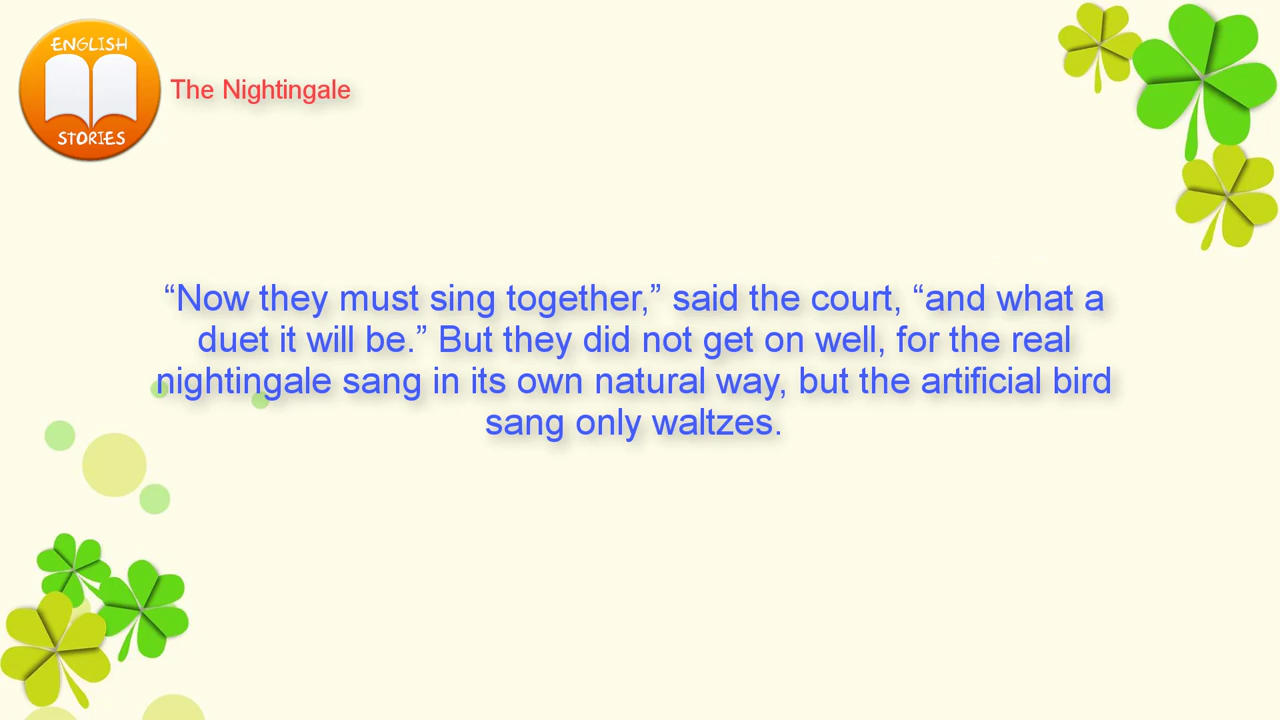 ENGLISH
STORIES
The Nightingale
“Now they must sing together,” said the court, “and what a
duet it will be.” But they did not get on well, for the real
nightingale sang in its own natural way, but the artificial bird
sang only waltzes.